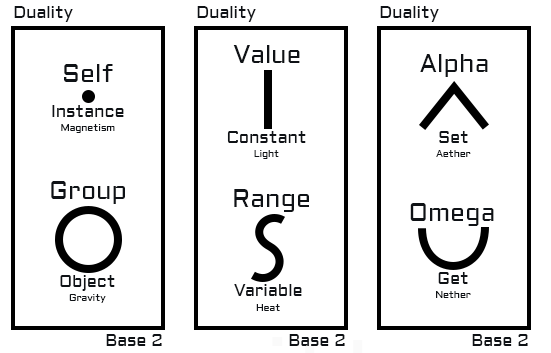 Duality
Self
Instance
Magnetism
Group
Object
Gravity
Base 2
Duality
Value
Constant
Light
Range
Variable
Heat
Base 2
Duality
Alpha
Set
Aether
Omega
Get
Nether
Base 2